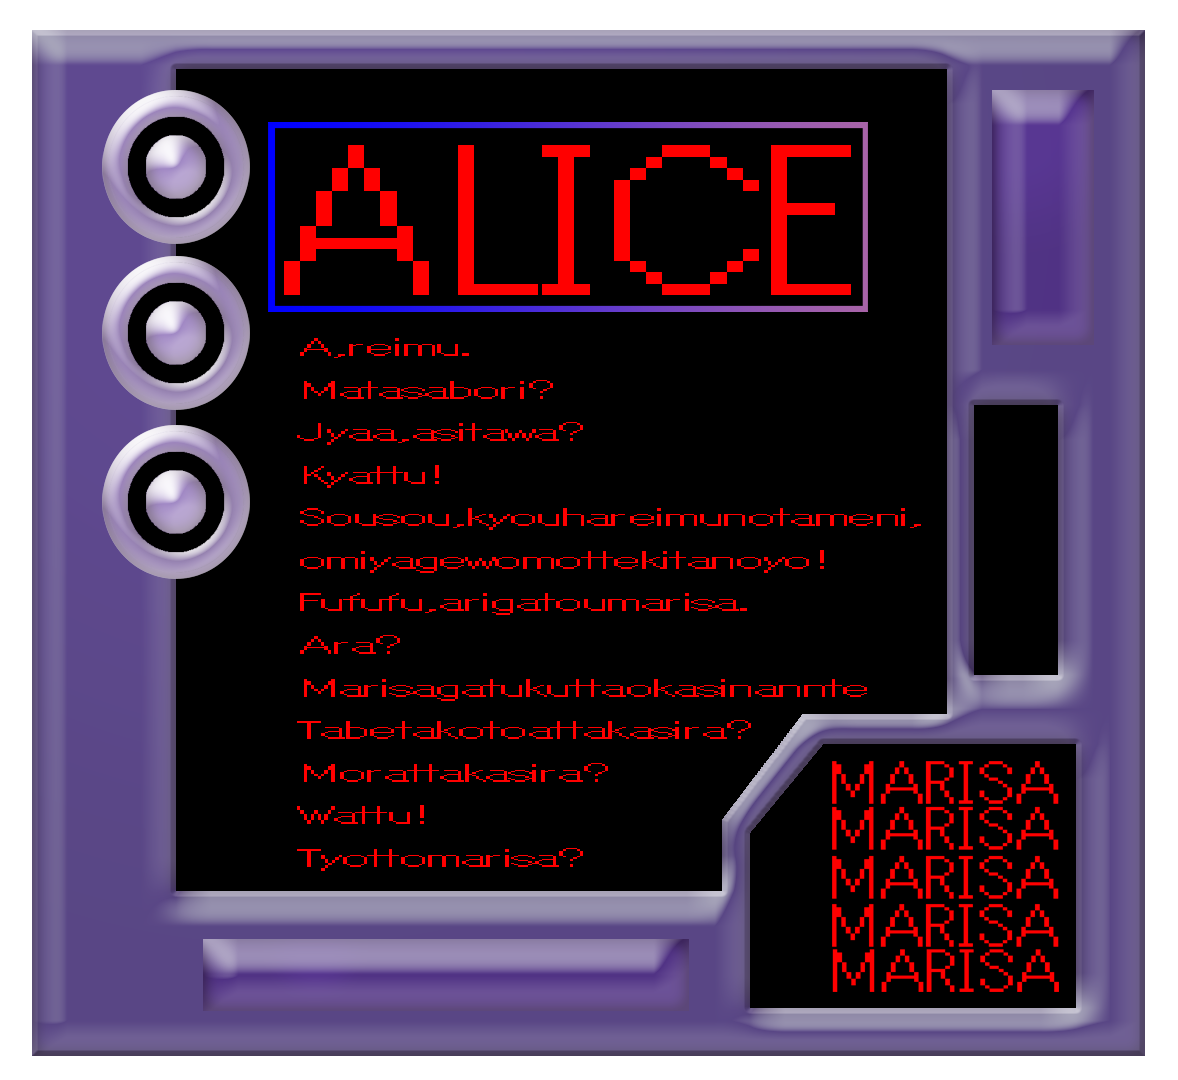 ALICE
A,reimu.
Matasabori?
Jyaa,asitawa?
Kyattu!
Sousou,kyouhareimunotameni,
omiyagewomottekitanoyo!
Fufufu,arigatoumarisa.
Ara?
Marisagatukuttaokasinannte
Tabetakotoattakasira?
Morattakasira?
Wattu!
Tyottomarisa?
MARISA
MARISA
MARISA
MARISA
MARISA